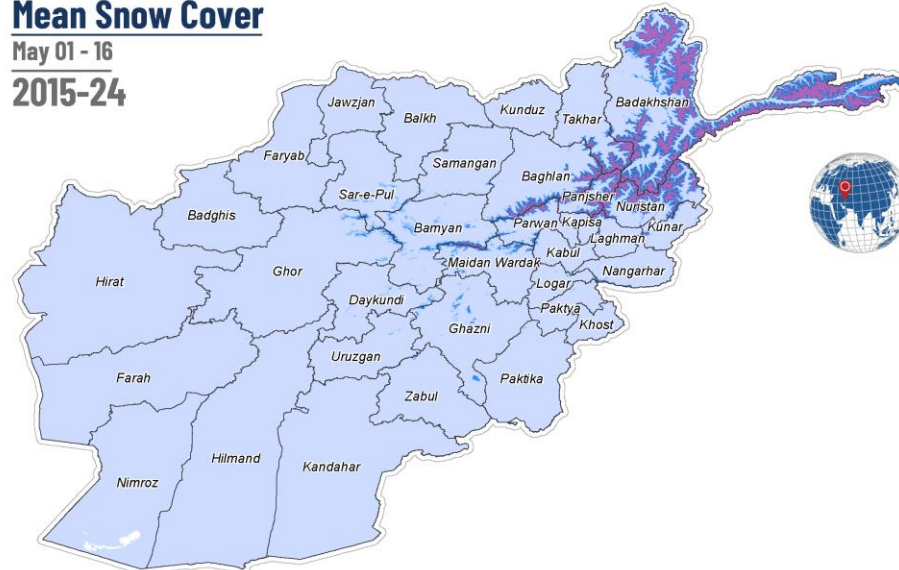 Mean Snow Cover
May 01 - 16
2015-24
Jawzjan
Balkh
Kunduz
Takhar
Badakhshan
Faryab
Samangan
Baghlan
Sar-e-Pul
Panjsher
Badghis
Nuristan
Bamyan
Parwan
Kapisa
Kunar
Laghman
Kabul
Hirat
Ghor
Maidan Wardak
Nangarhar
Logar
Daykundi
Paktya
Ghazni
Khost
Uruzgan
Farah
Paktika
Zabul
Hilmand
Kandahar
Nimroz